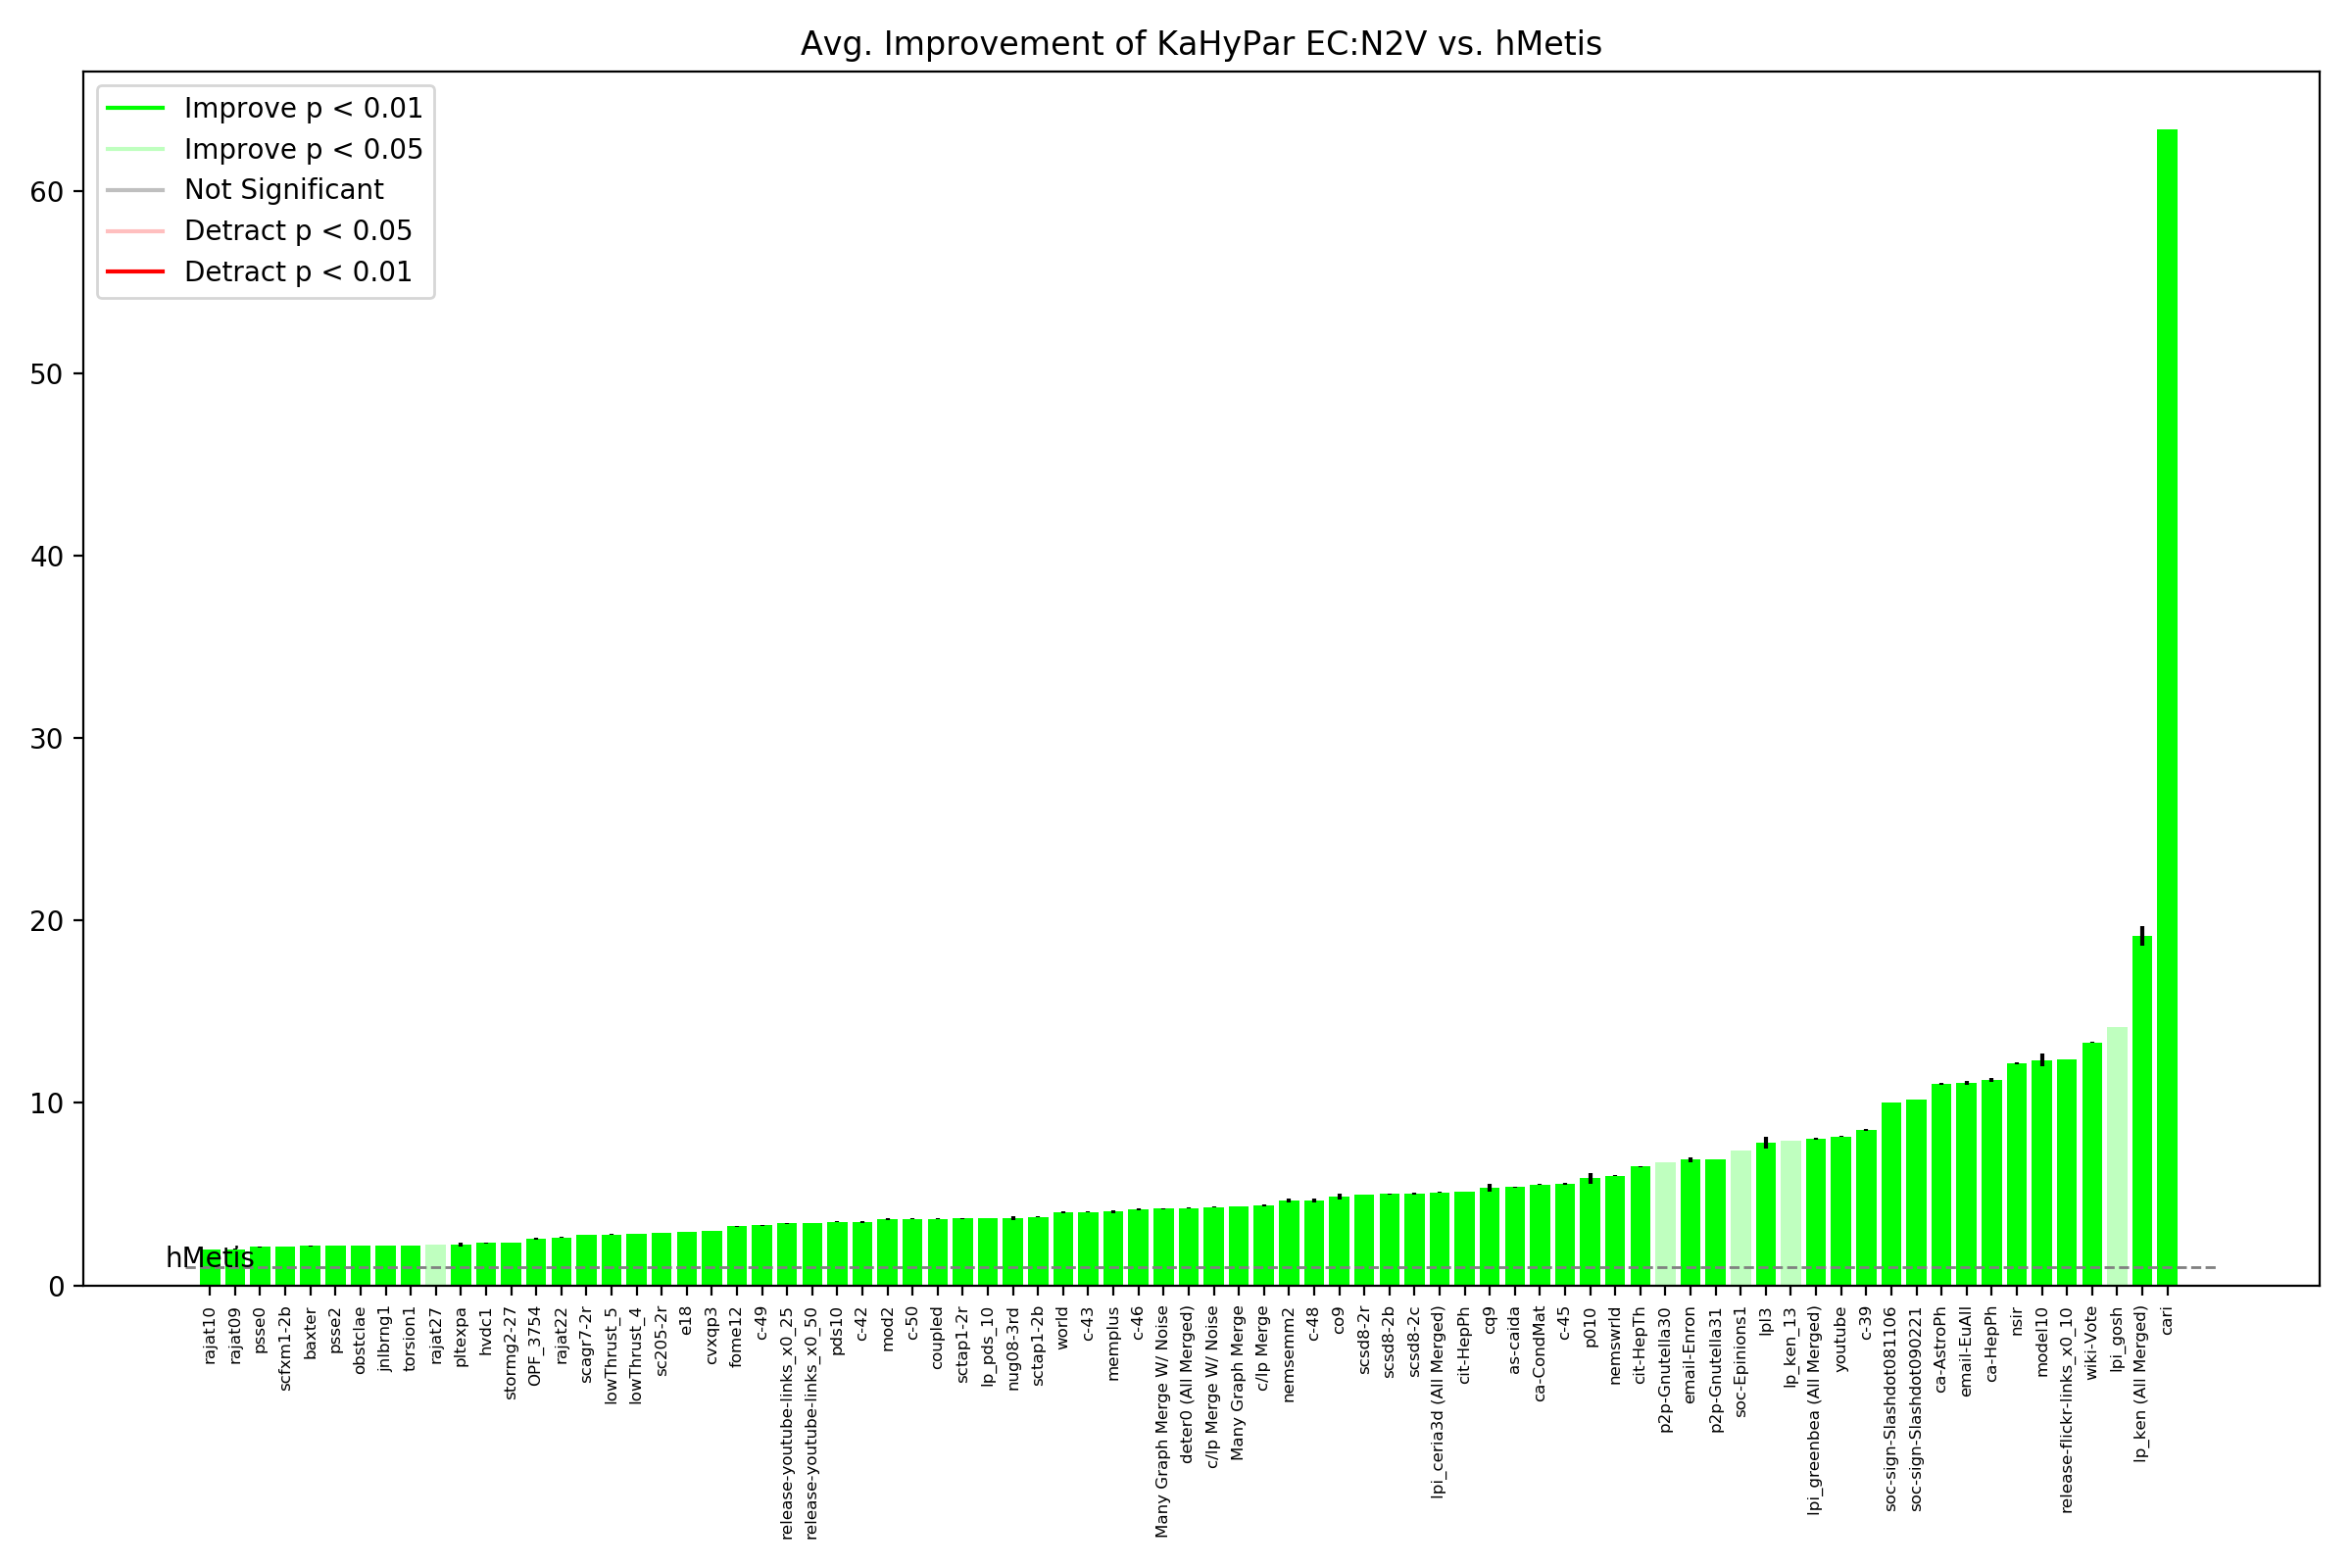 Avg. Improvement of KaHyPar EC:N2V vs. hMetis
Improve p < 0.01
Improve p < 0.05
Not Significant
Detract p < 0.05
Detract p < 0.01
60
50
40
30
20
10
0
hMetis
rajat10
rajat09
psse0
scfxm1-2b
baxter
psse2
obstclae
jnlbrng1
torsion1
rajat27
pltexpa
hvdc1
stormg2-27
OPF_3754
rajat22
scagr7-2r
lowThrust_5
lowThrust_4
sc205-2r
e18
cvxqp3
fome12
c-49
release-youtube-links_x0_25
release-youtube-links_x0_50
pds10
c-42
mod2
c-50
coupled
sctap1-2r
lp_pds_10
nug08-3rd
sctap1-2b
world
c-43
memplus
c-46
Many Graph Merge W/ Noise
deter0 (All Merged)
c/lp Merge W/ Noise
Many Graph Merge
c/lp Merge
nemsemm2
c-48
co9
scsd8-2r
scsd8-2b
scsd8-2c
lpi_ceria3d (All Merged)
cit-HepPh
cq9
as-caida
ca-CondMat
c-45
p010
nemswrld
cit-HepTh
p2p-Gnutella30
email-Enron
p2p-Gnutella31
soc-Epinions1
lpl3
lp_ken_13
lpi_greenbea (All Merged)
youtube
c-39
soc-sign-Slashdot081106
soc-sign-Slashdot090221
ca-AstroPh
email-EuAll
ca-HepPh
nsir
model10
release-flickr-links_x0_10
wiki-Vote
lpi_gosh
lp_ken (All Merged)
cari